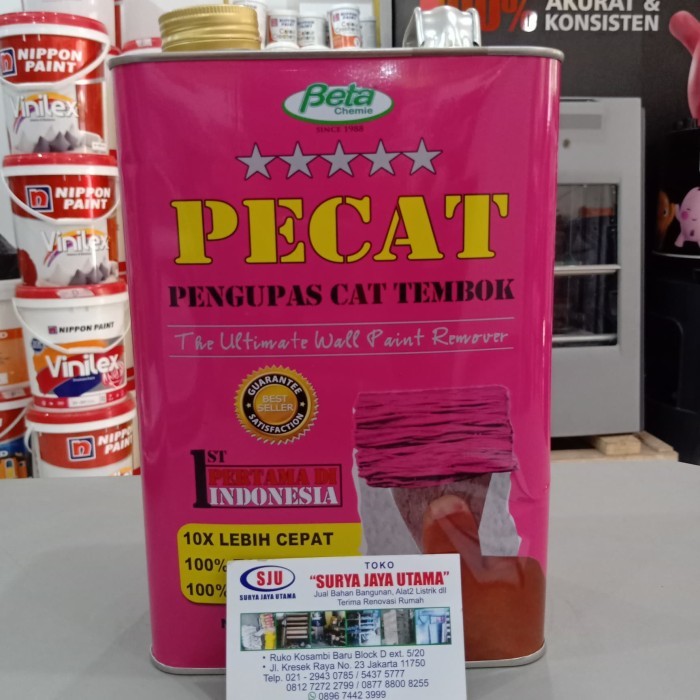 AKURAT &
KONSISTEN
NIPPON
PAINT
Vinilex
NIPPON
PAINT
Vinilex
NIPPON PAINT
Vinilex
NIPPON
PAINT
Beta
Chemie
SINCE 1988
PECAT
PENGUPAS CAT TEMBOK
The Ultimate Wall Paint Remover
GUARANTEE
BEST
SELLER
SATISFACTION
1ST
PERTAMA DI
INDONESIA
10X LEBIH CEPAT
100%
100%
SJU
SURYA JAYA UTAMA
TOKO
"SURYA JAYA UTAMA"
Jual Bahan Bangunan, Alat2 Listrik dll
Terima Renovasi Rumah
• Ruko Kosambi Baru Block D ext. 5/20
• Jl. Kresek Raya No. 23 Jakarta 11750
Telp. 021 - 2943 0785 / 5437 5777
0812 7272 2799 / 0877 8800 8255
0896 7442 3999